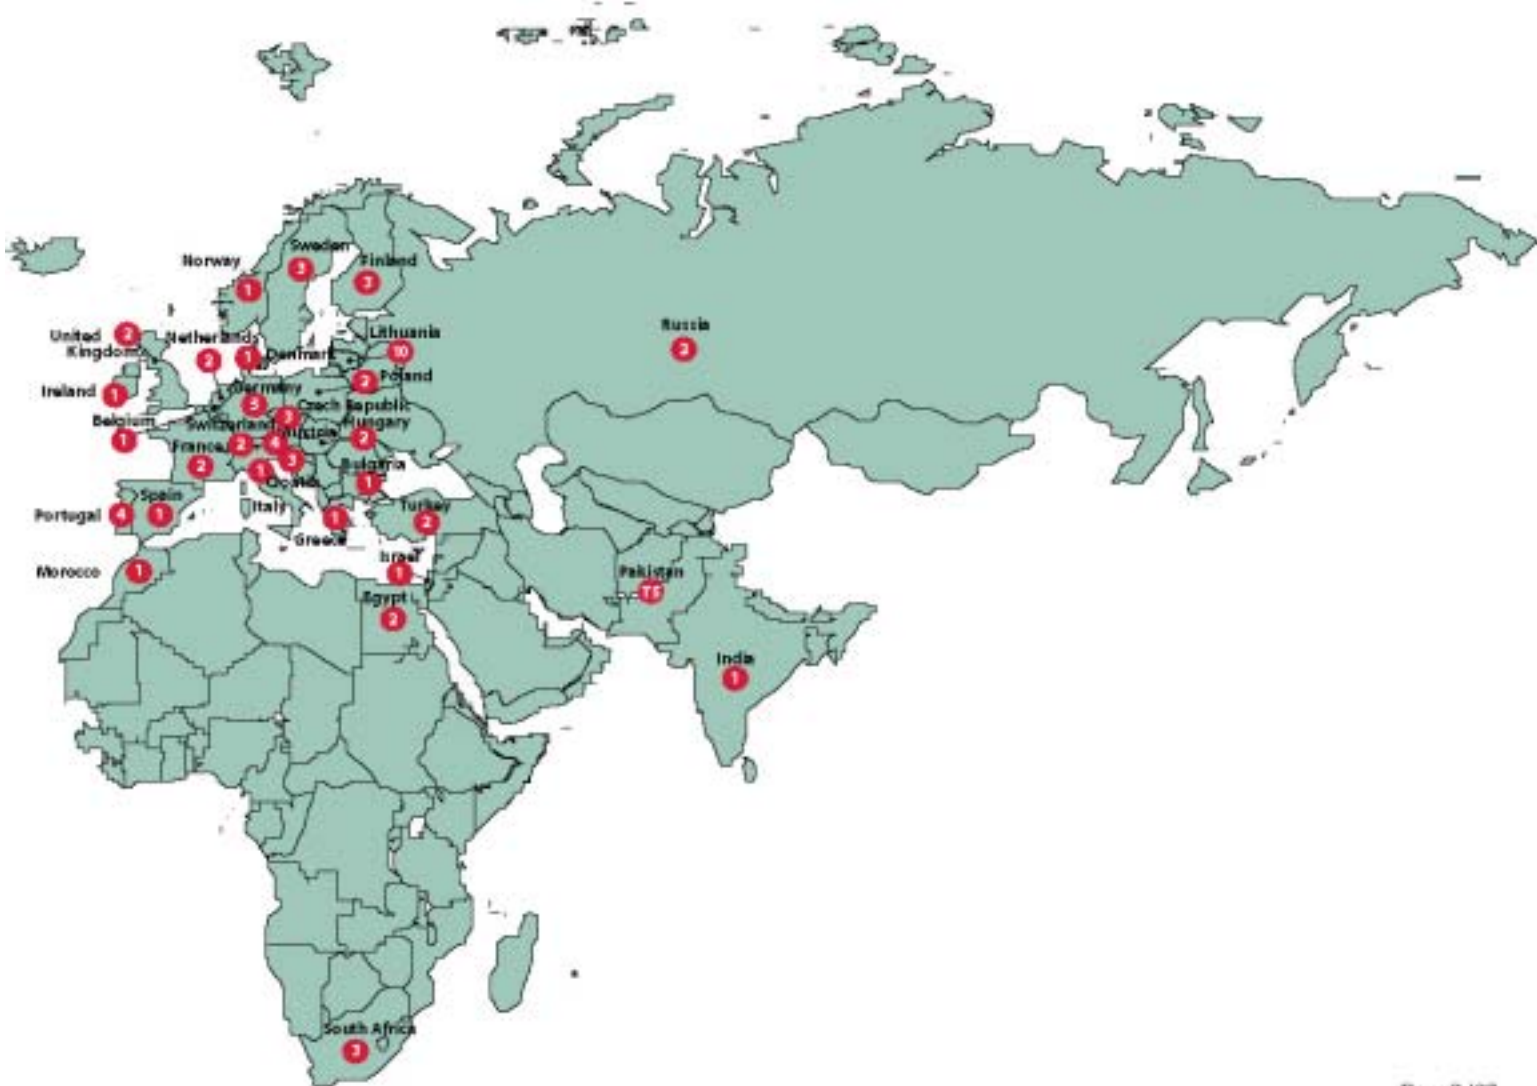 Sweden
3
Norway
1
Finland
3
United
Kingdom
2
Netherlands
2
1
Denmark
Lithuania
10
Russia
Ireland
1
Germany
Poland
2
Belgium
1
Czech Republic
3
Switzerland
2
Austria
4
Hungary
2
France
2
Croatia
3
Bulgaria
1
Italy
1
Portugal
4
Spain
1
Greece
1
Turkey
2
Morocco
1
Israel
1
Egypt
2
Pakistan
India
1
South Africa
3